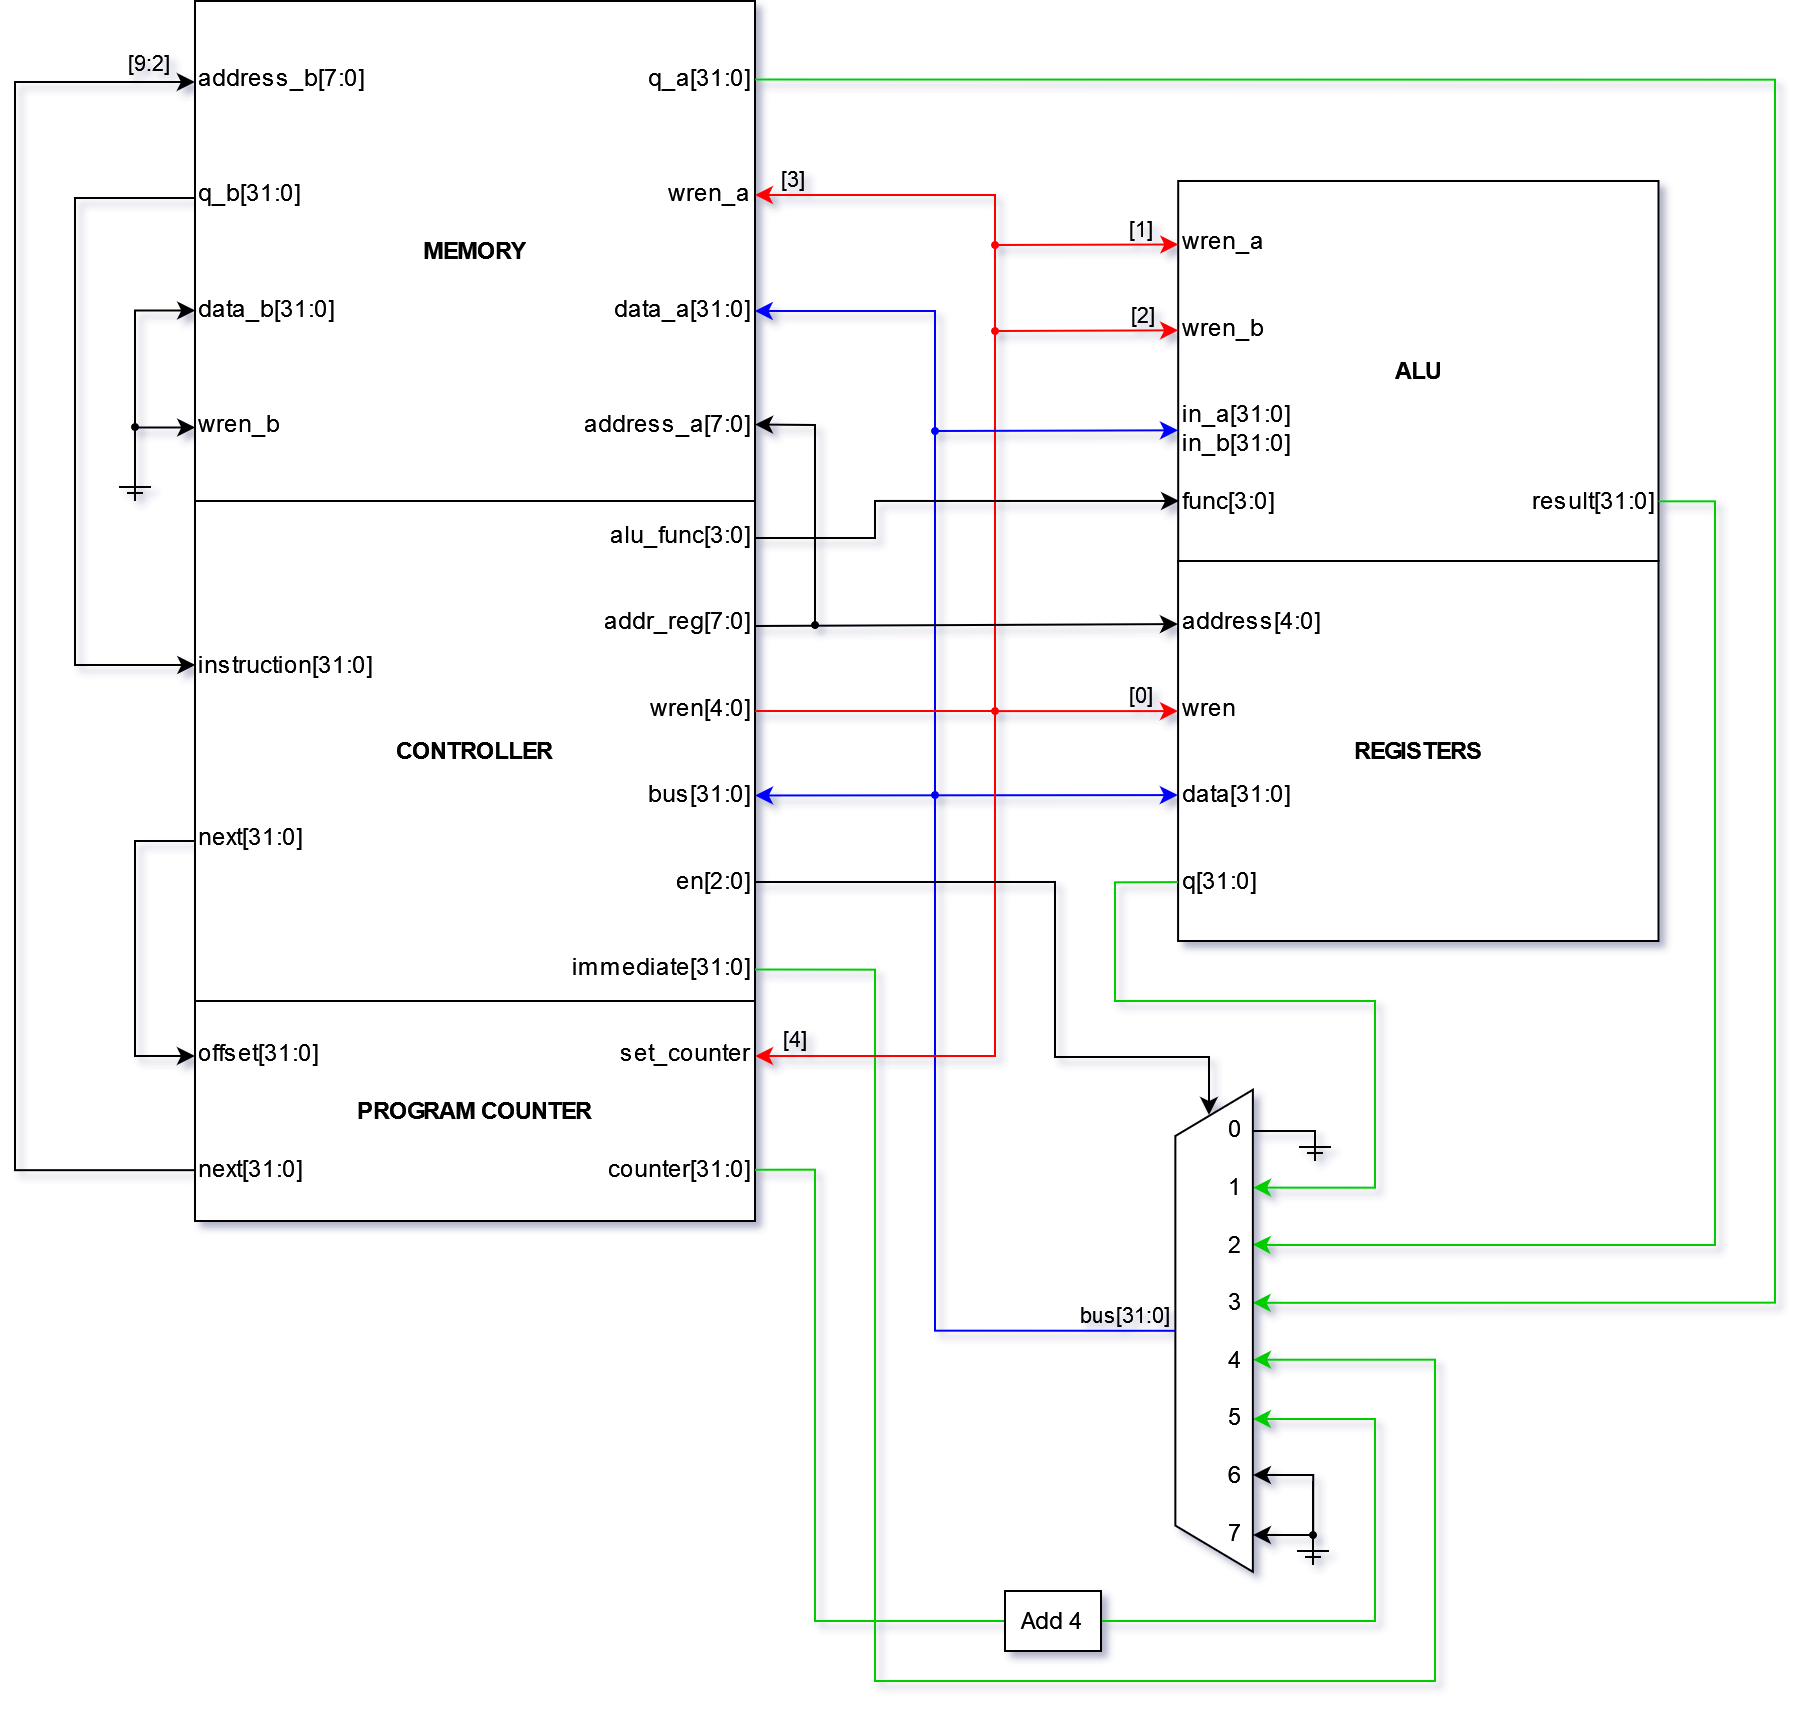 [9:2]
address_b[7:0]
q_a[31:0]
q_b[31:0]
wren_a
[3]
MEMORY
data_b[31:0]
data_a[31:0]
wren_b
address_a[7:0]
[1]
wren_a
[2]
wren_b
ALU
in_a[31:0]
in_b[31:0]
func[3:0]
result[31:0]
alu_func[3:0]
addr_reg[7:0]
instruction[31:0]
wren[4:0]
CONTROLLER
bus[31:0]
next[31:0]
en[2:0]
immediate[31:0]
address[4:0]
[0]
wren
REGISTERS
data[31:0]
q[31:0]
offset[31:0]
set_counter
[4]
PROGRAM COUNTER
next[31:0]
counter[31:0]
0
1
2
3
bus[31:0]
4
5
6
7
Add 4